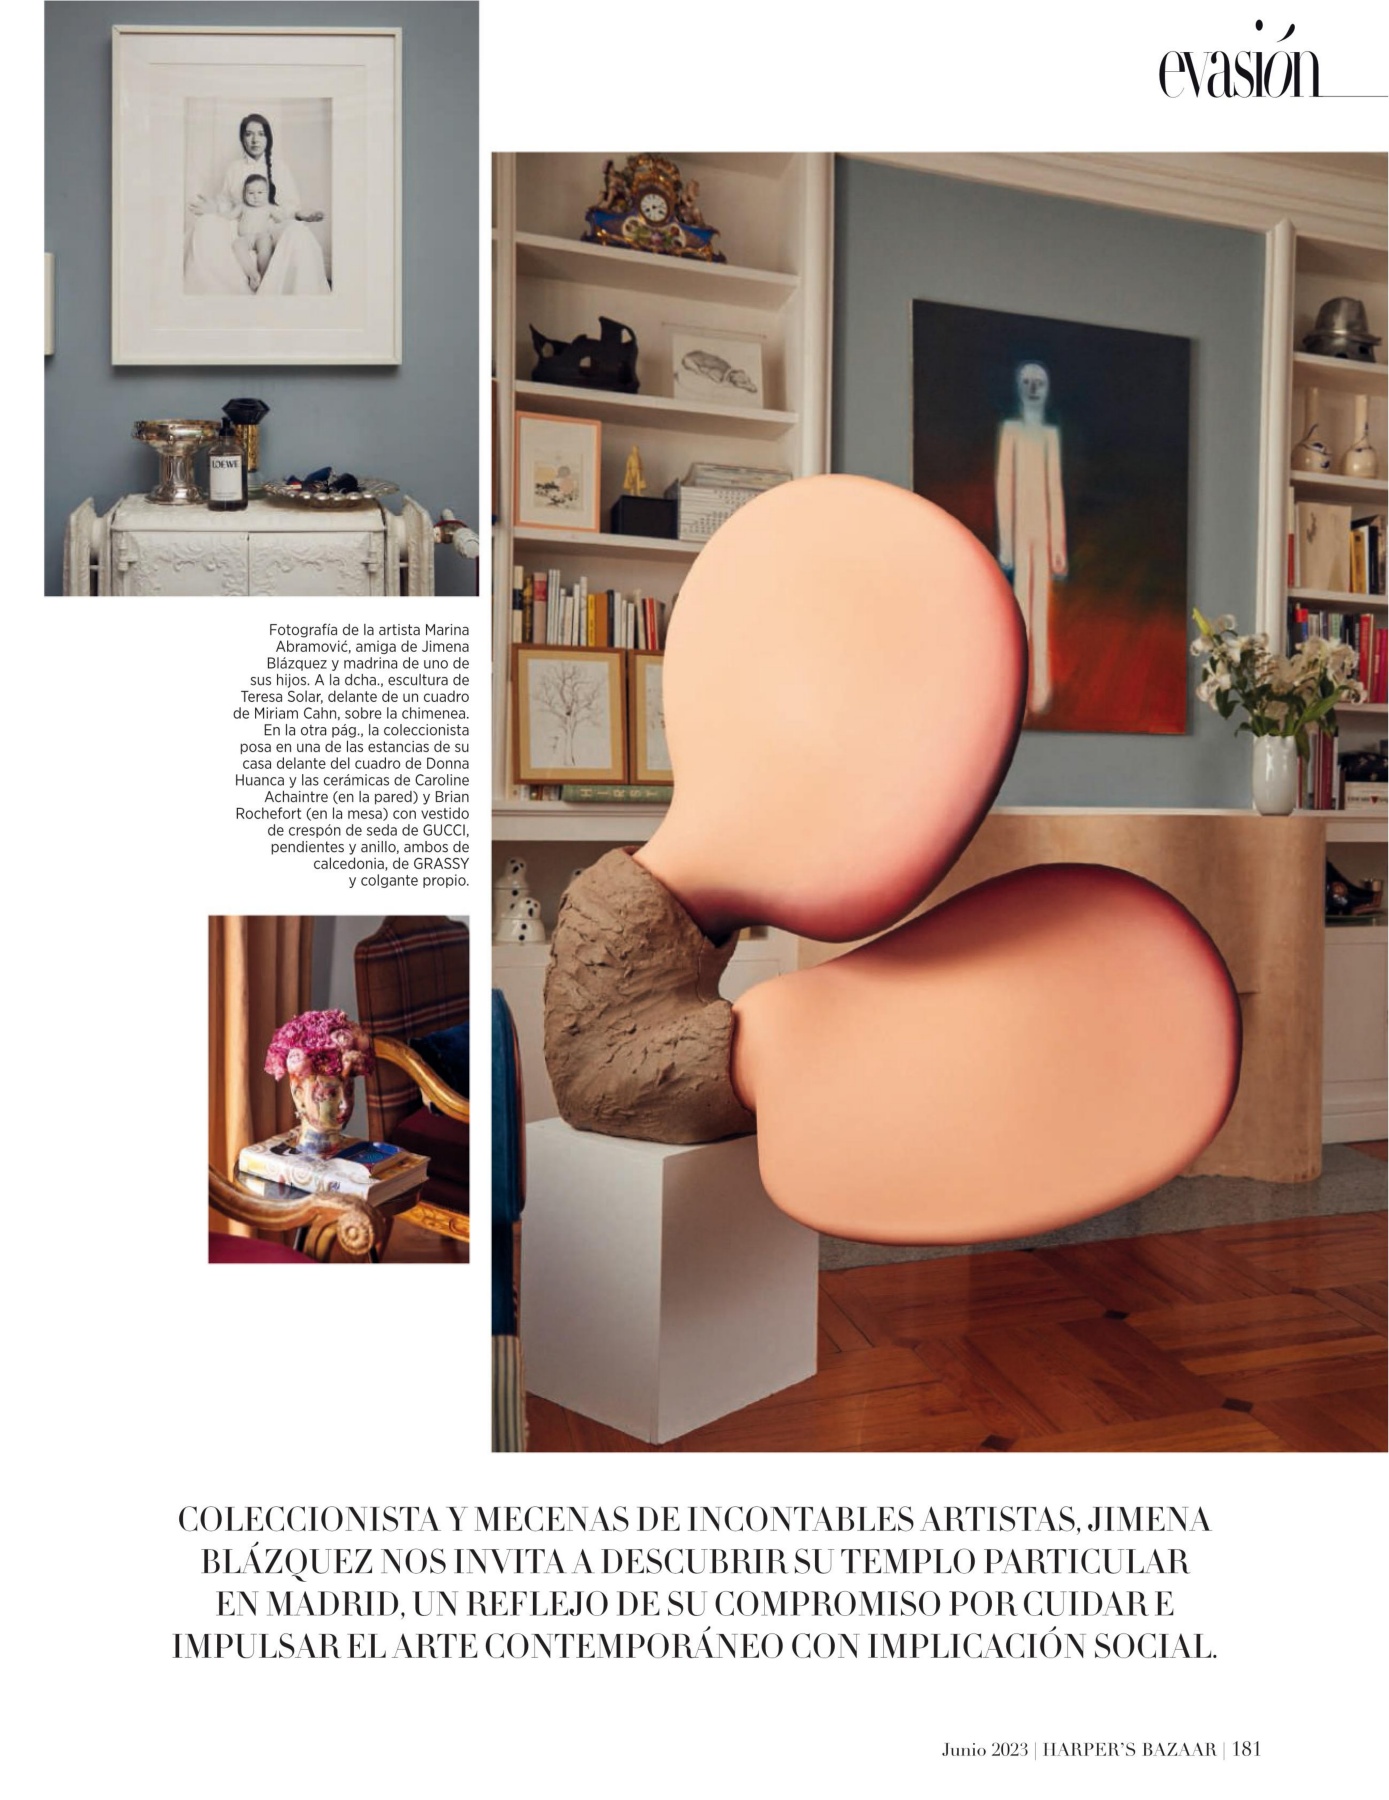 evasión
LOEWE
Fotografía de la artista Marina
Abramović, amiga de Jimena
Blázquez y madrina de uno de
sus hijos. A la dcha., escultura de
Teresa Solar, delante de un cuadro
de Miriam Cahn, sobre la chimenea.
En la otra pág., la coleccionista
posa en una de las estancias de su
casa delante del cuadro de Donna
Huanca y las cerámicas de Caroline
Achaintre (en la pared) y Brian
Rochefort (en la mesa) con vestido
de crespón de seda de GUCCI,
pendientes y anillo, ambos de
calcedonia, de GRASSY
y colgante propio.
HIRST
COLECCIONISTA Y MECENAS DE INCONTABLES ARTISTAS, JIMENA
BLÁZQUEZ NOS INVITA A DESCUBRIR SU TEMPLO PARTICULAR
EN MADRID, UN REFLEJO DE SU COMPROMISO POR CUIDAR E
IMPULSAR EL ARTE CONTEMPORÁNEO CON IMPLICACIÓN SOCIAL.
Junio 2023 | HARPER'S BAZAAR | 181